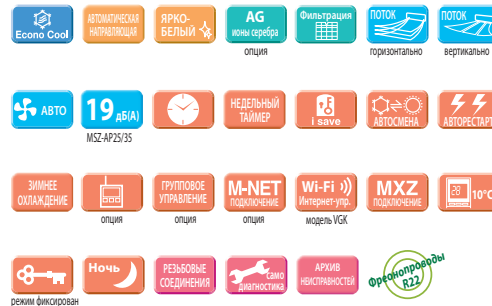 Econo Cool
АВТОМАТИЧЕСКАЯ
НАПРАВЛЯЮЩАЯ
ЯРКО-
БЕЛЫЙ
AG
ионы серебра
опция
Фильтрация
ПОТОК
горизонтально
ПОТОК
вертикально
АВТО
19 дБ(А)
MSZ-AP25/35
НЕДЕЛЬНЫЙ
ТАЙМЕР
i save
АВТОСМЕНА
АВТОРЕСТАРТ
ЗИМНЕЕ
ОХЛАЖДЕНИЕ
опция
ГРУППОВОЕ
УПРАВЛЕНИЕ
опция
M-NET
ПОДКЛЮЧЕНИЕ
опция
Wi-Fi
Интернет-упр.
модель VGK
MXZ
ПОДКЛЮЧЕНИЕ
10°C
режим фиксирован
Ночь
РЕЗЬБОВЫЕ
СОЕДИНЕНИЯ
Само
диагностика
АРХИВ
НЕИСПРАВНОСТЕЙ
Фреонопроводы
R22